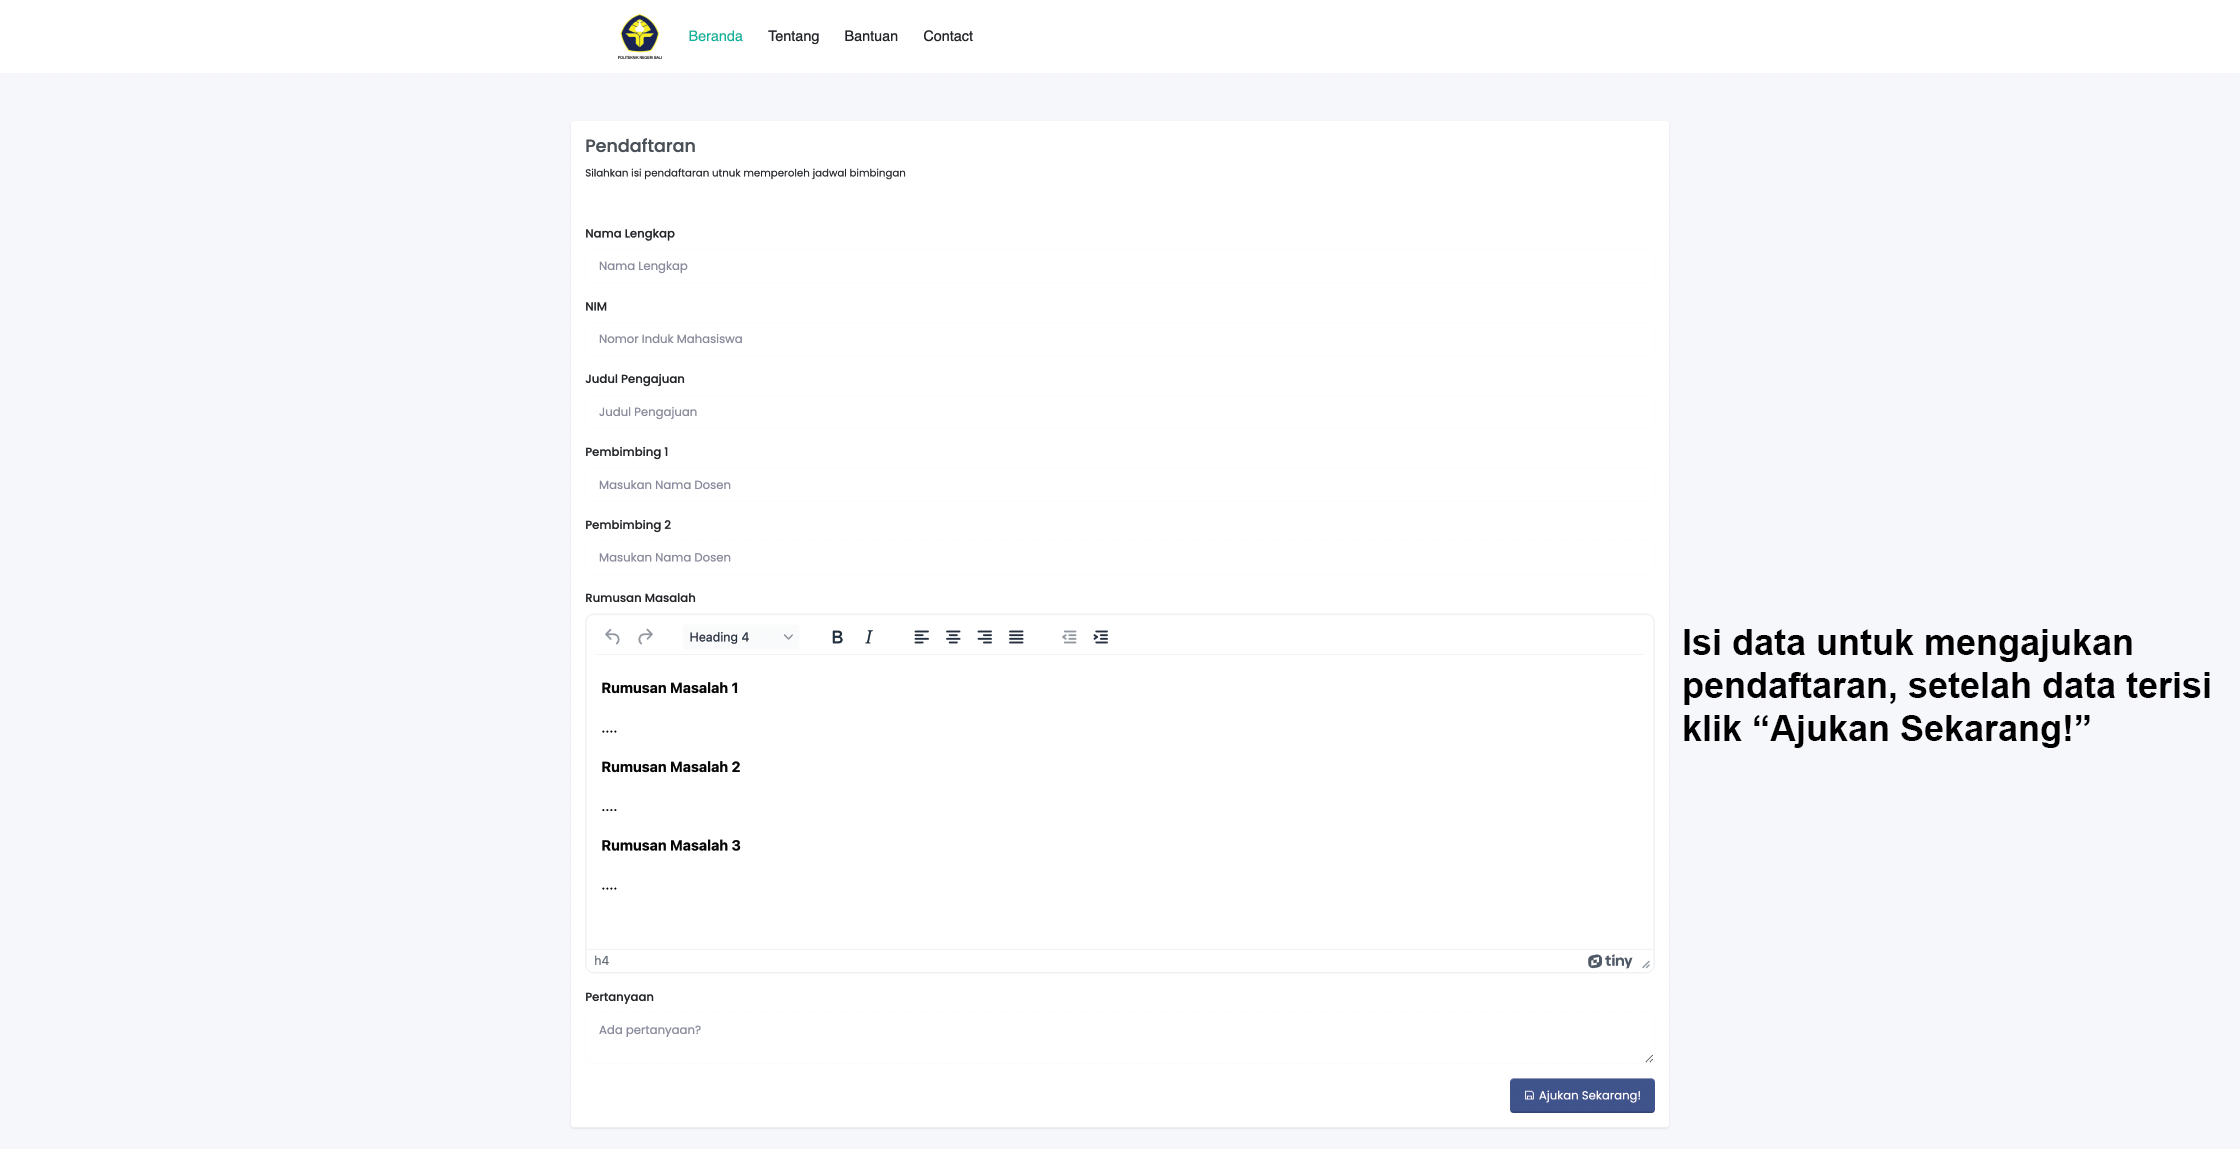 POLITEKNIK NEGERI BALI
Beranda Tentang Bantuan Contact
Pendaftaran
Silahkan isi pendaftaran utnuk memperoleh jadwal bimbingan
Nama Lengkap
Nama Lengkap
NIM
Nomor Induk Mahasiswa
Judul Pengajuan
Judul Pengajuan
Pembimbing 1
Masukan Nama Dosen
Pembimbing 2
Masukan Nama Dosen
Rumusan Masalah
Heading 4 B I
Rumusan Masalah 1
....
Rumusan Masalah 2
....
Rumusan Masalah 3
....
h4 tiny
Pertanyaan
Ada pertanyaan?
Ajukan Sekarang!
Isi data untuk mengajukan
pendaftaran, setelah data terisi
klik “Ajukan Sekarang!”